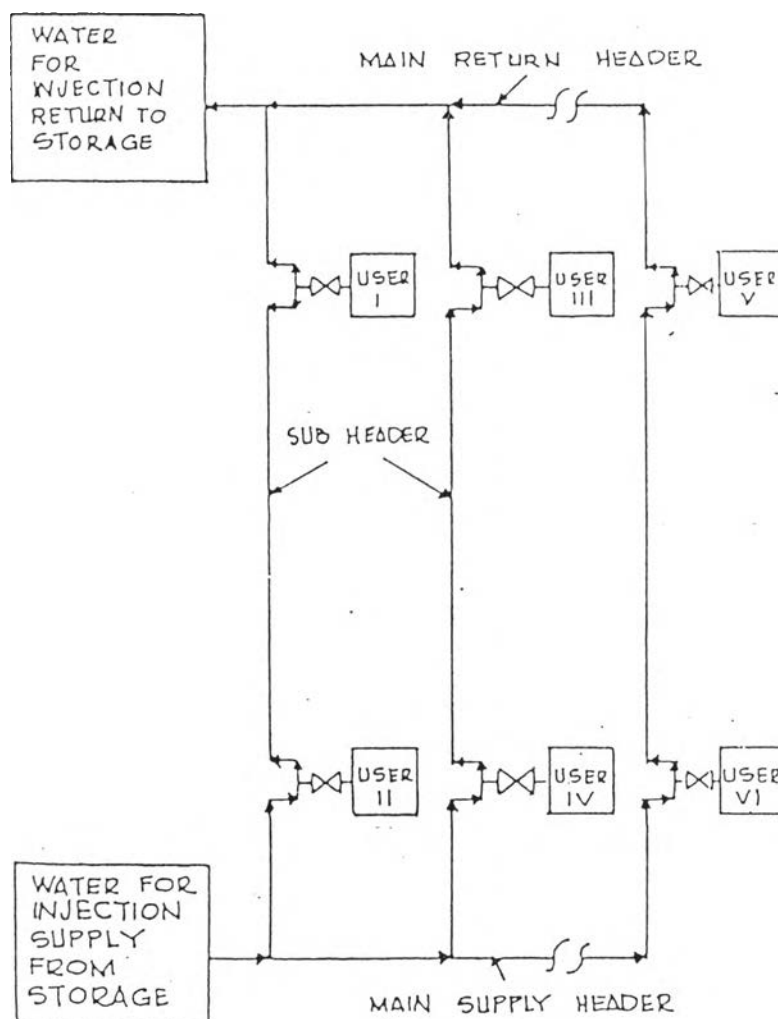 WATER
FOR
INJECTION
RETURN TO
STORAGE
MAIN RETURN HEADER
USER
I
USER
III
USER
V
SUB HEADER
USER
II
USER
IV
USER
VI
WATER FOR
INJECTION
SUPPLY
FROM
STORAGE
MAIN SUPPLY HEADER